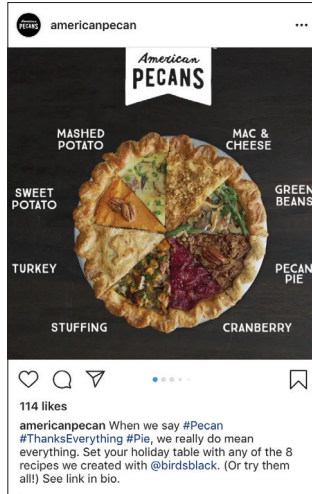 American PECANS
americanpecan
American
PECANS
MASHED
POTATO
MAC &
CHEESE
SWEET
POTATO
GREEN
BEANS
TURKEY
PECAN
PIE
STUFFING
CRANBERRY
114 likes
americanpecan When we say #Pecan
#ThanksEverything #Pie, we really do mean
everything. Set your holiday table with any of the 8
recipes we created with @birdsblack. (Or try them
all!) See link in bio.